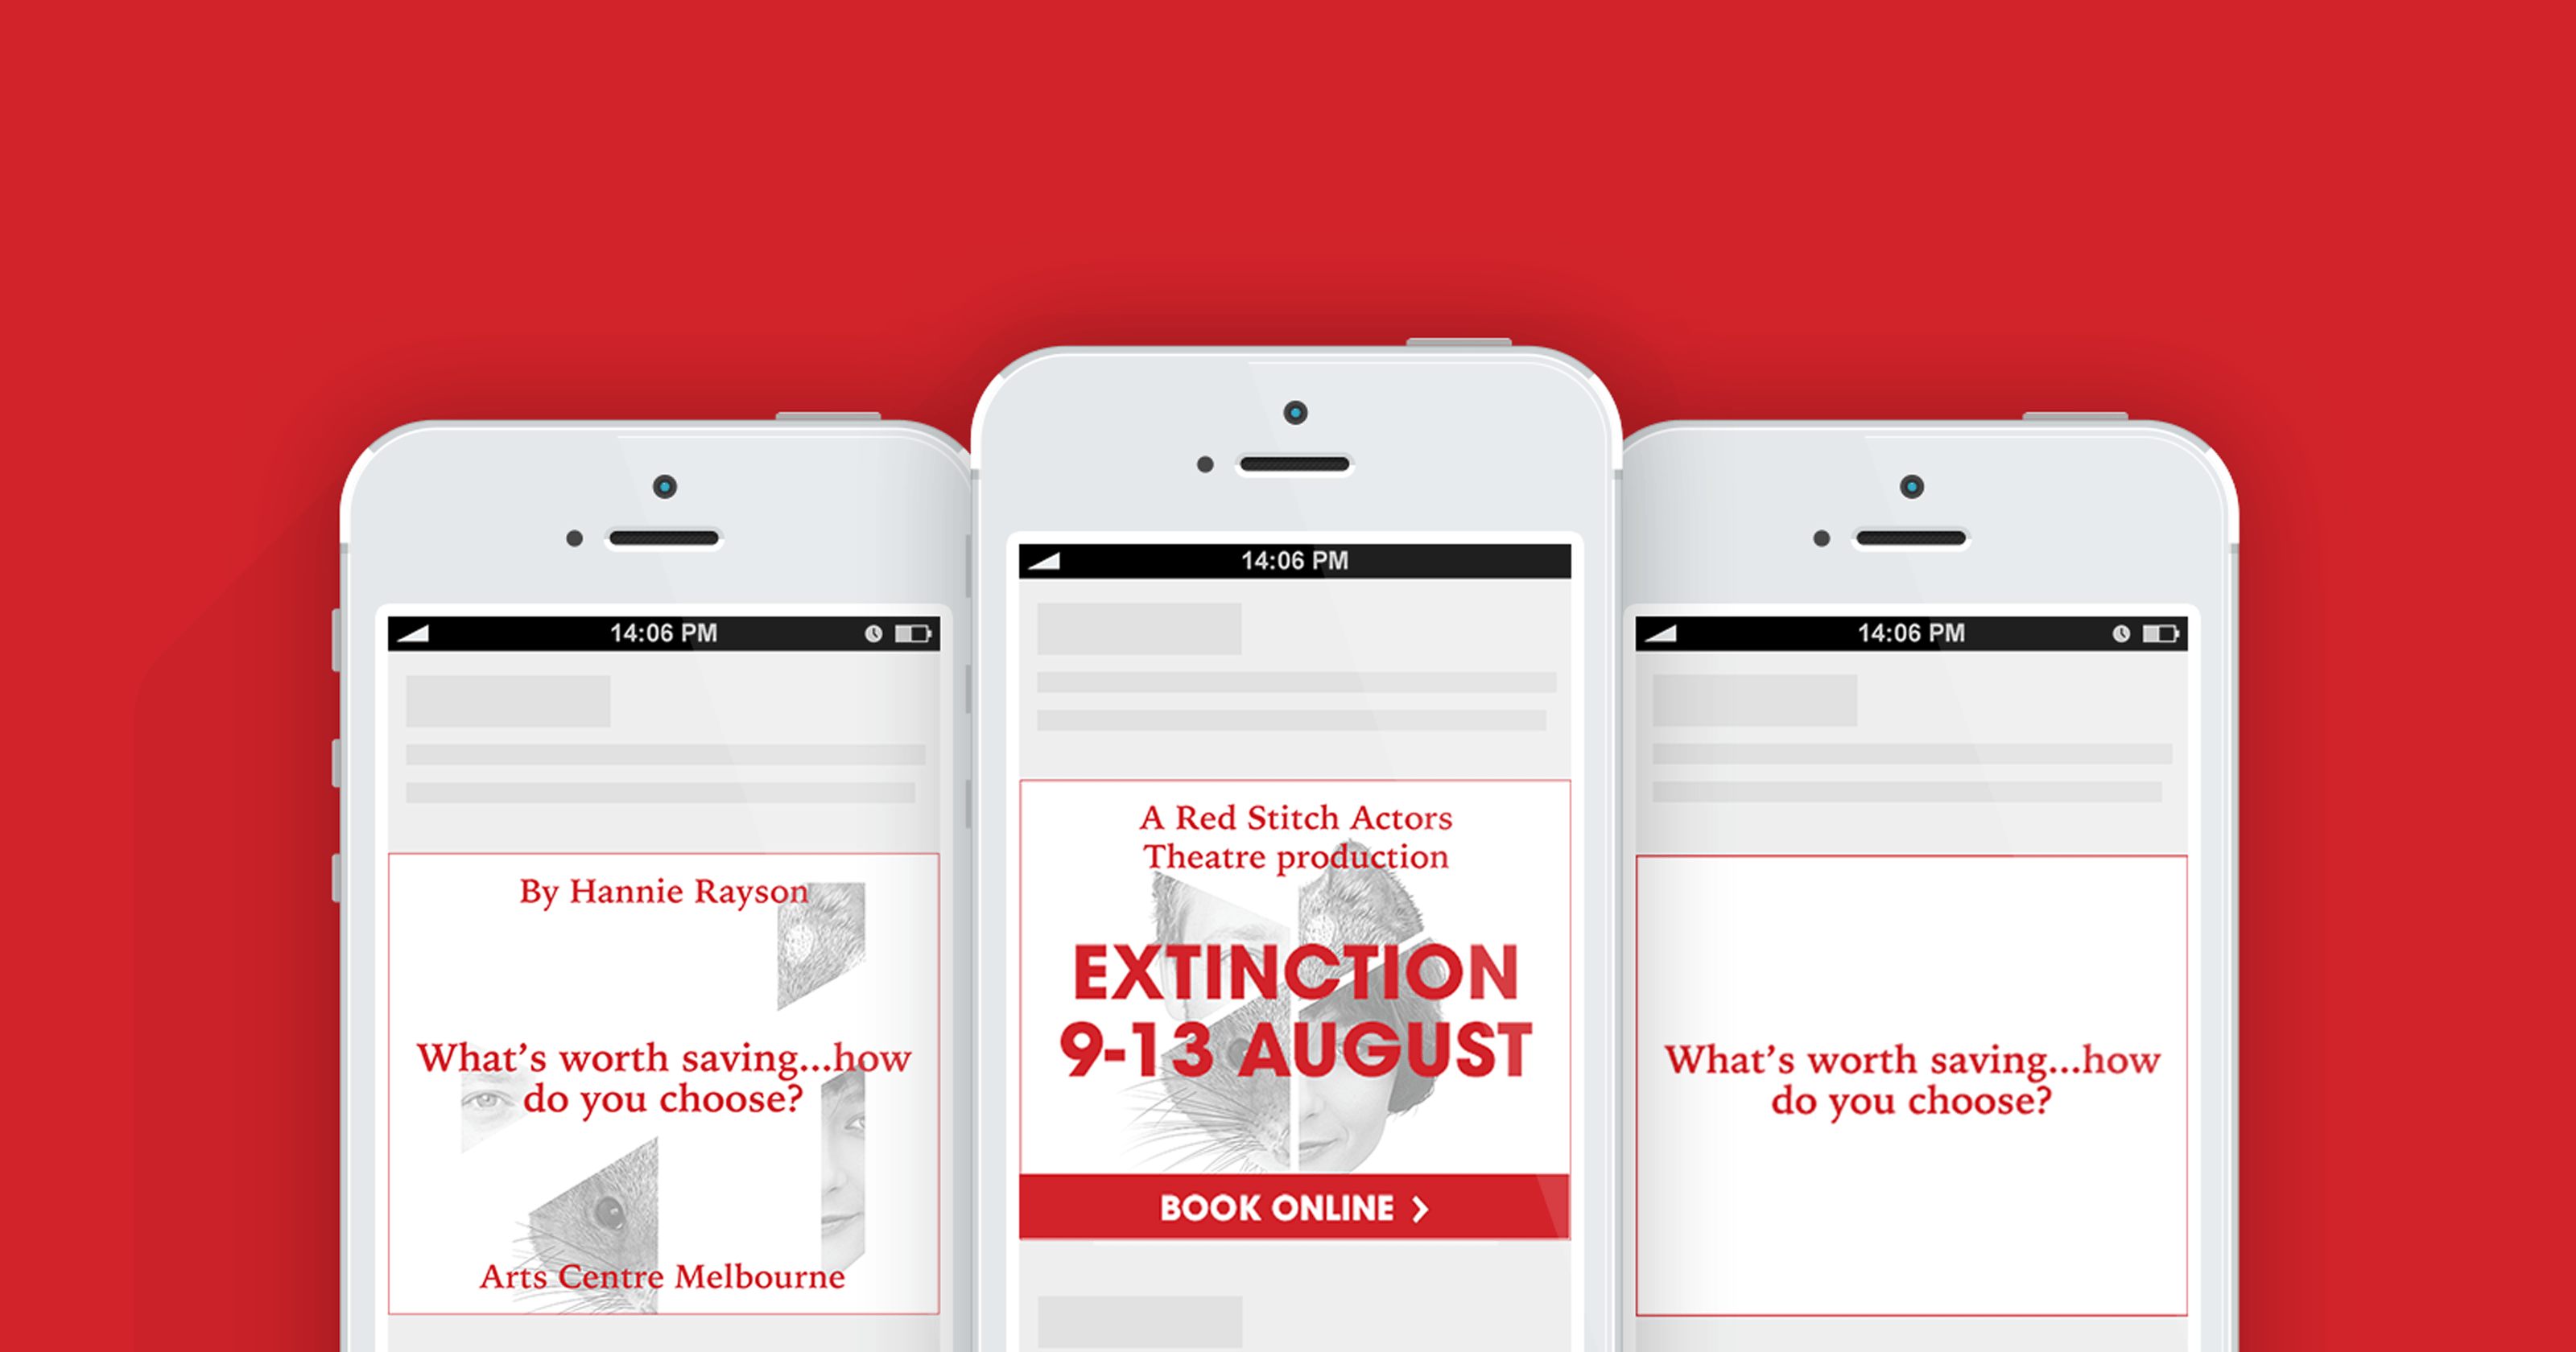 14:06 PM
By Hannie Rayson
What's worth saving...how
do you choose?
Arts Centre Melbourne
14:06 PM
A Red Stitch Actors
Theatre production
EXTINCTION
9-13 AUGUST
BOOK ONLINE >
14:06 PM
What's worth saving...how
do you choose?